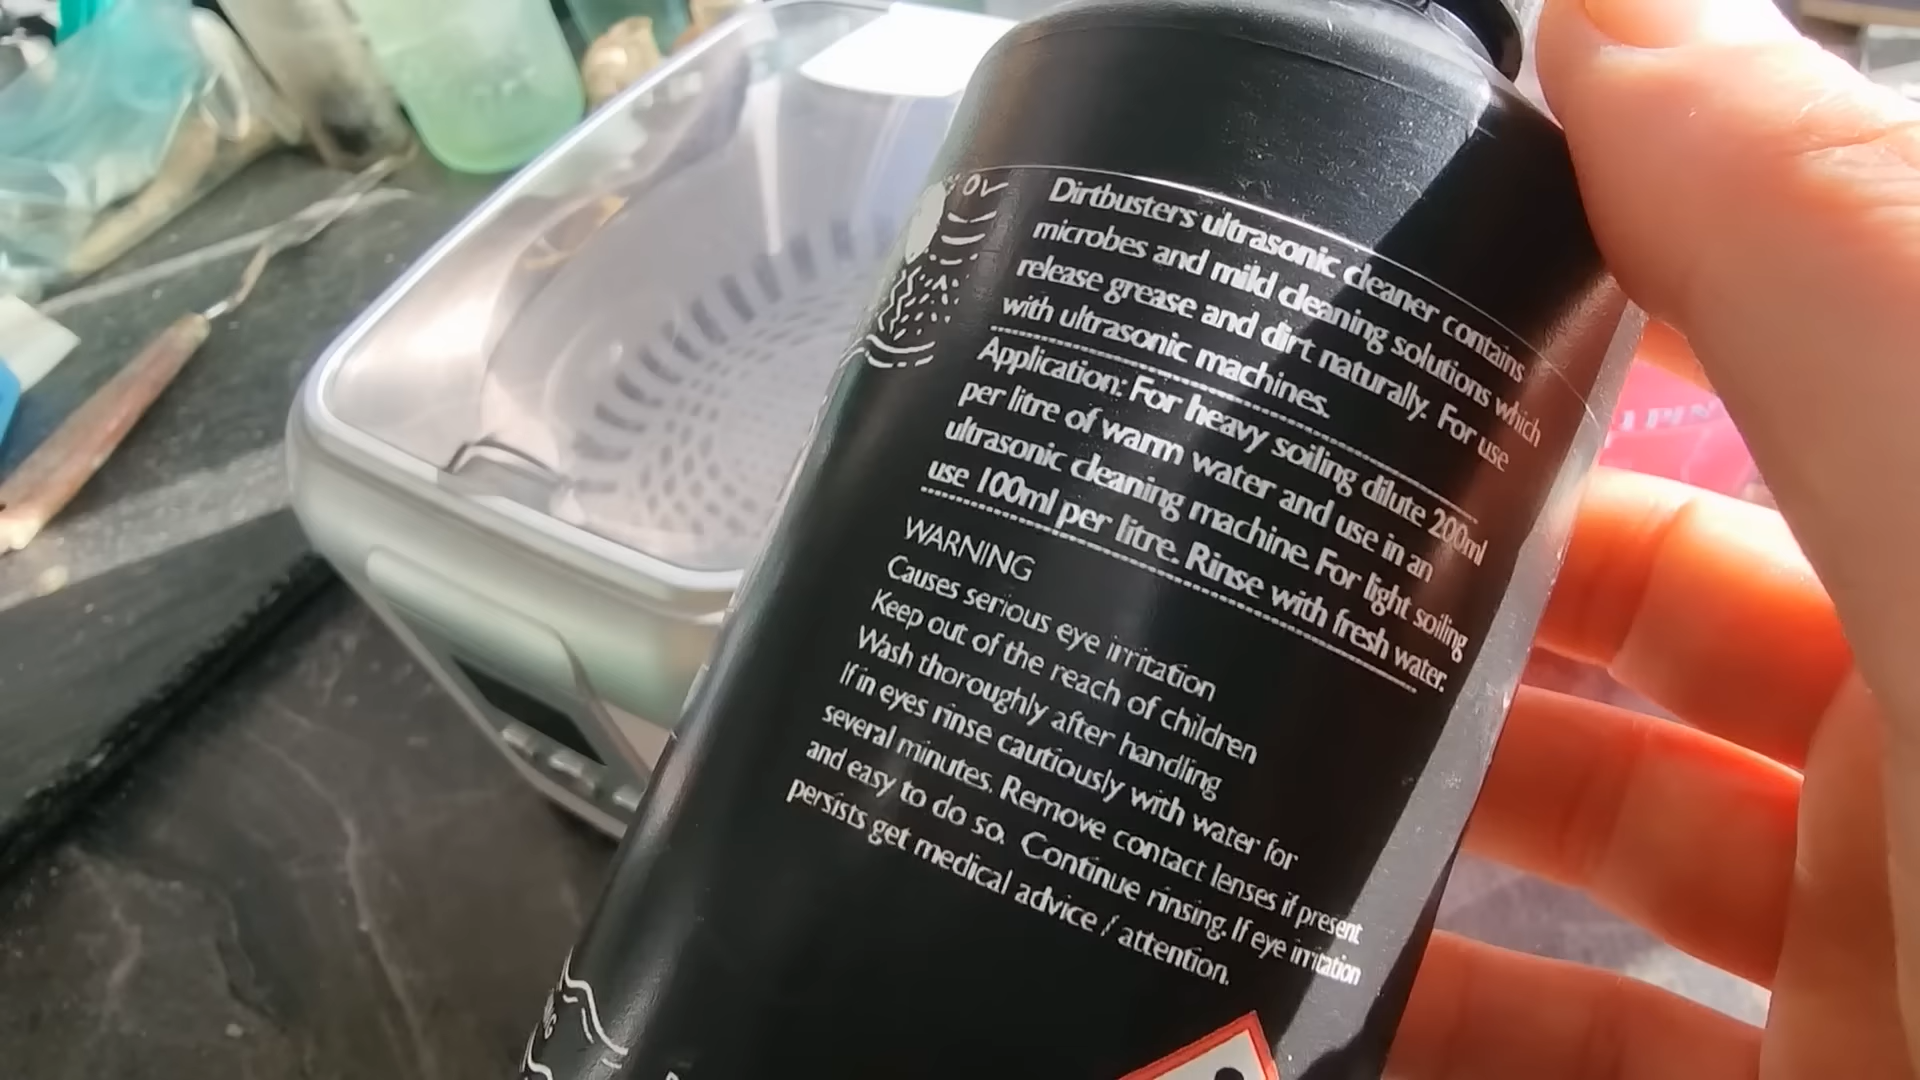 Dirtbusters ultrasonic cleaner contains
microbes and mild cleaning solutions which
release grease and dirt naturally. For use
with ultrasonic machines.
Application: For heavy soiling dilute 200ml
per litre of warm water and use in an
ultrasonic cleaning machine. For light soiling
use 100ml per litre. Rinse with fresh water.
WARNING
Causes serious eye irritation
Keep out of the reach of children
Wash thoroughly after handling
If in eyes rinse cautiously with water for
several minutes. Remove contact lenses if present
and easy to do so. Continue rinsing. If eye irritation
persists get medical advice / attention.